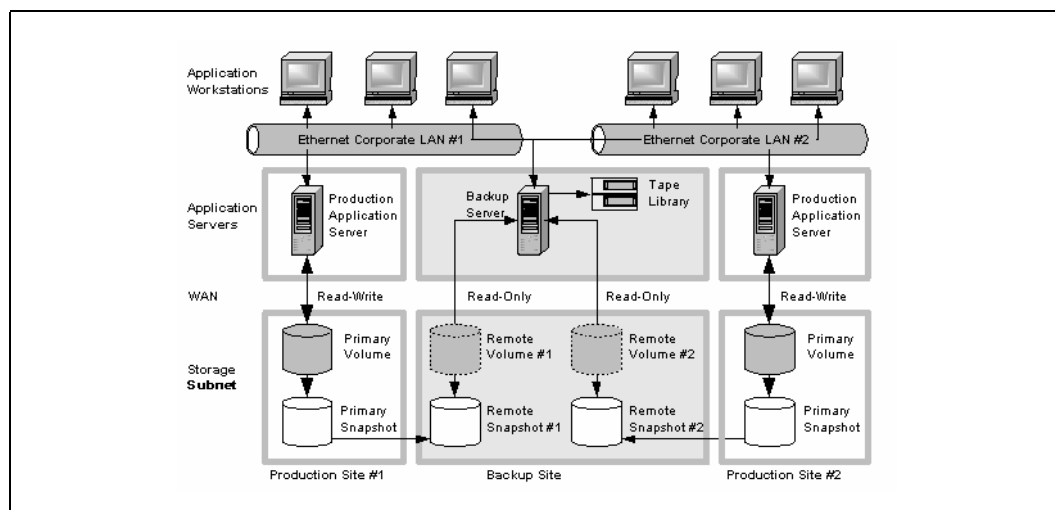 Application
Workstations
Ethernet Corporate LAN #1
Ethernet Corporate LAN #2
Application
Servers
Production
Application
Server
Backup
Server
Tape
Library
Production
Application
Server
WAN
Read-Write
Read-Only
Read-Only
Read-Write
Storage
Subnet
Primary
Volume
Remote
Volume #1
Remote
Volume #2
Primary
Volume
Primary
Snapshot
Remote
Snapshot #1
Remote
Snapshot #2
Primary
Snapshot
Production Site #1
Backup Site
Production Site #2